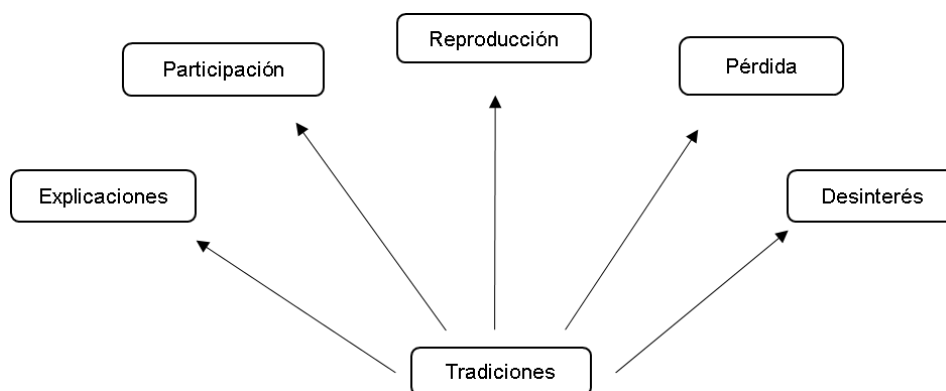 Reproducción
Participación
Pérdida
Explicaciones
Desinterés
Tradiciones